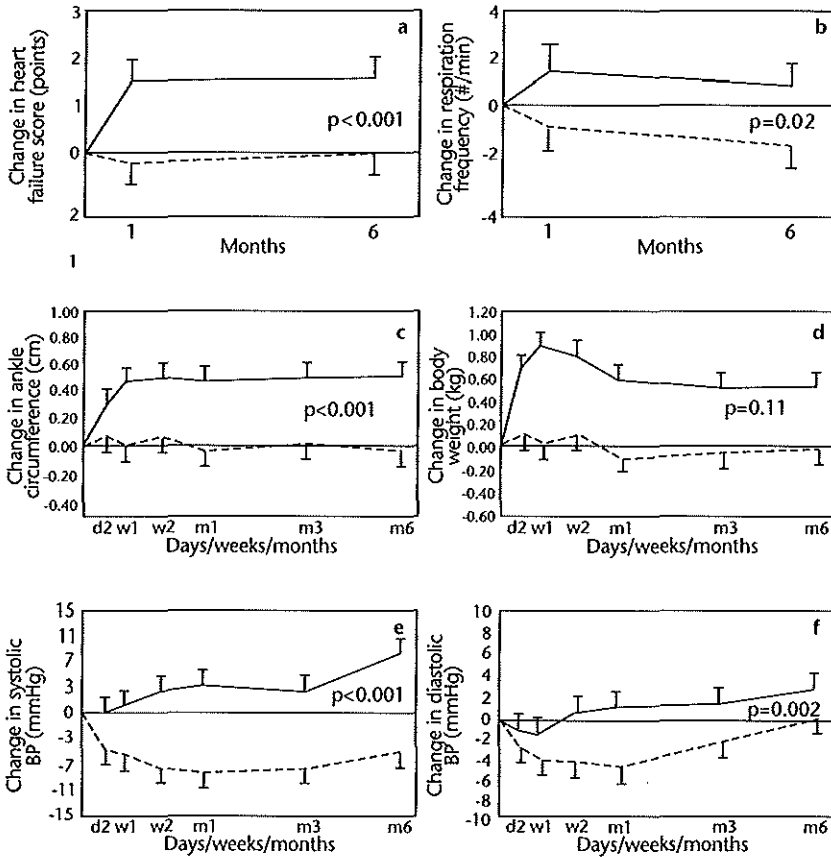 a
Change in heart
failure score (points)
3
2
1
0
2
p<0.001
1
6
Months
1
b
Change in respiration
frequency (#/min)
4
2
0
-2
-4
p=0.02
1
6
Months
c
Change in ankle
circumference (cm)
1.00
0.80
0.60
0.40
0.20
0.00
-0.20
-0.40
p<0.001
d2 w1 w2 m1 m3 m6
Days/weeks/months
d
Change in body
weight (kg)
1.20
1.00
0.80
0.60
0.40
0.20
0.00
-0.20
-0.40
-0.60
p=0.11
d2 w1 w2 m1 m3 m6
Days/weeks/months
e
Change in systolic
BP (mmHg)
15
11
7
3
0
-3
-7
-11
-15
p<0.001
d2 w1 w2 m1 m3 m6
Days/weeks/months
f
Change in diastolic
BP (mmHg)
10
8
6
4
2
0
-2
-4
-6
-8
-10
p=0.002
d2 w1 w2 m1 m3 m6
Days/weeks/months